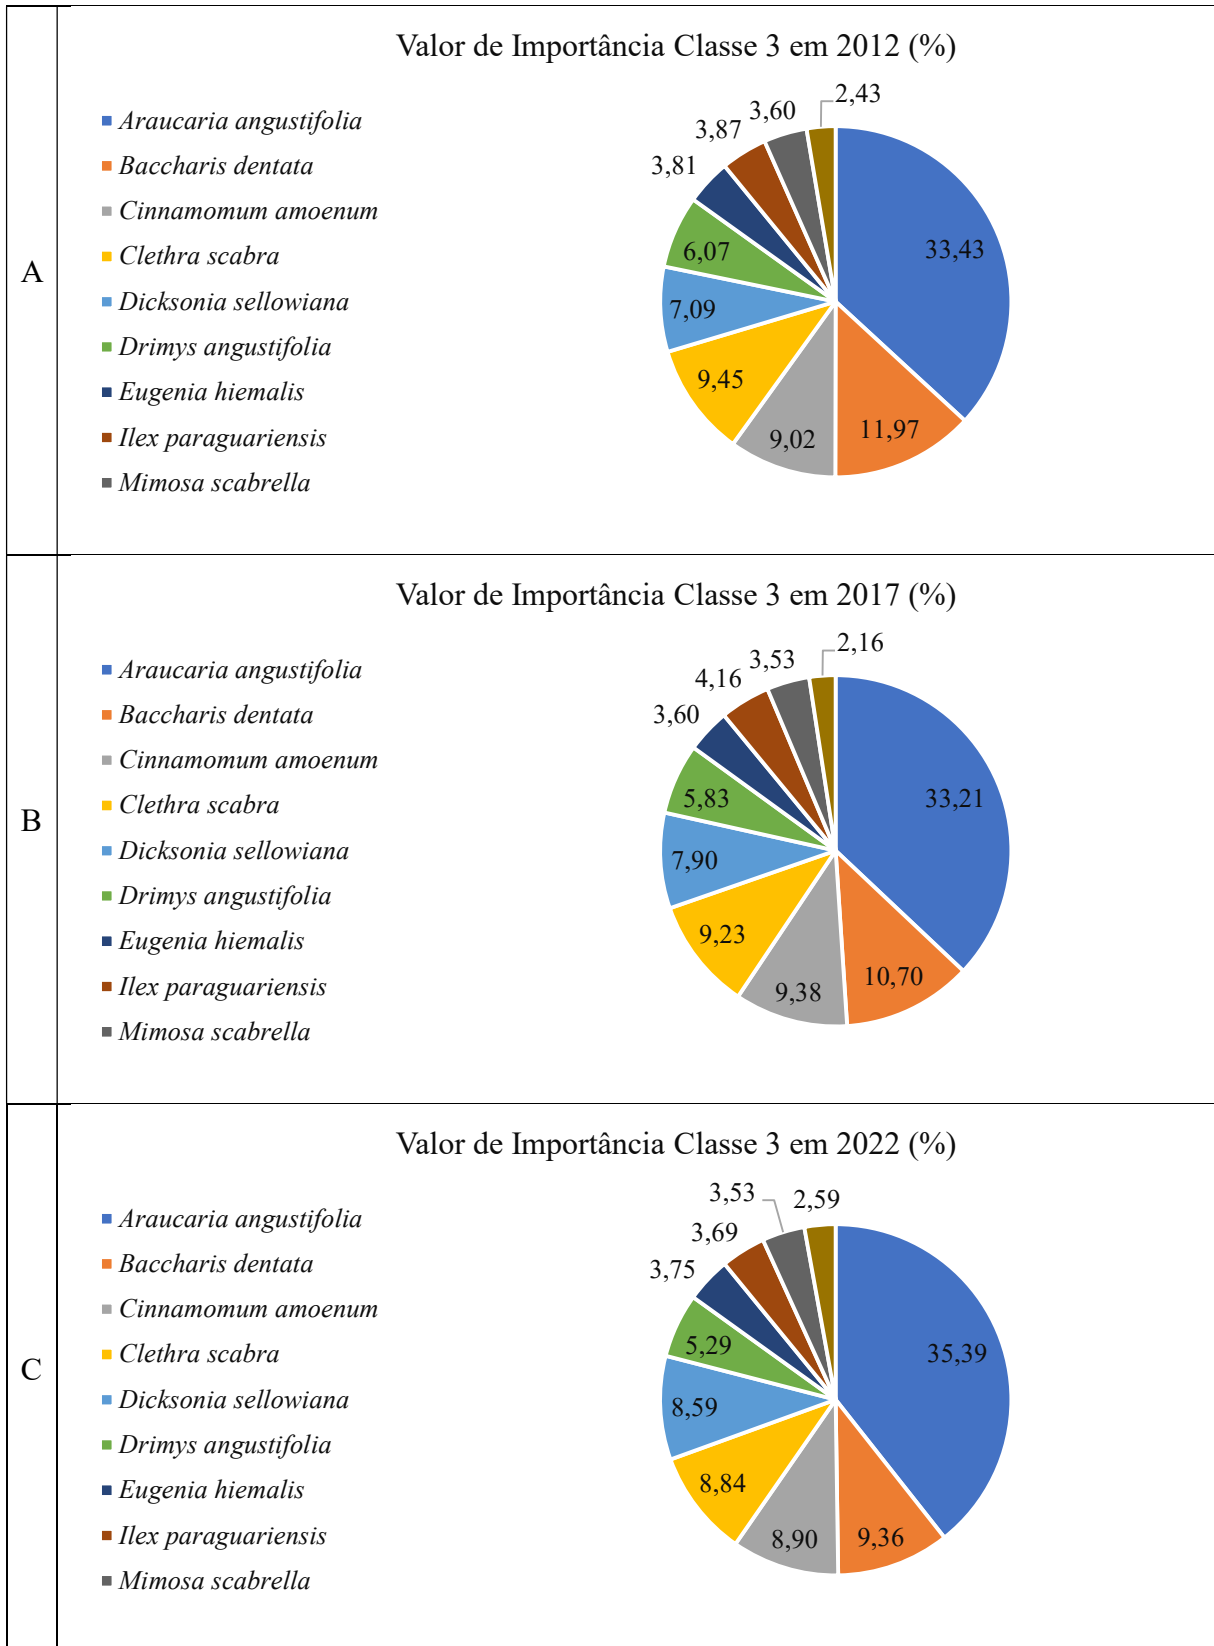 A
Valor de Importância Classe 3 em 2012 (%)
Araucaria angustifolia
Baccharis dentata
Cinnamomum amoenum
Clethra scabra
Dicksonia sellowiana
Drimys angustifolia
Eugenia hiemalis
Ilex paraguariensis
Mimosa scabrella
33,43
11,97
9,02
9,45
7,09
6,07
3,81
3,87
3,60
2,43
B
Valor de Importância Classe 3 em 2017 (%)
Araucaria angustifolia
Baccharis dentata
Cinnamomum amoenum
Clethra scabra
Dicksonia sellowiana
Drimys angustifolia
Eugenia hiemalis
Ilex paraguariensis
Mimosa scabrella
33,21
10,70
9,38
9,23
7,90
5,83
3,60
4,16
3,53
2,16
C
Valor de Importância Classe 3 em 2022 (%)
Araucaria angustifolia
Baccharis dentata
Cinnamomum amoenum
Clethra scabra
Dicksonia sellowiana
Drimys angustifolia
Eugenia hiemalis
Ilex paraguariensis
Mimosa scabrella
35,39
9,36
8,90
8,84
8,59
5,29
3,75
3,69
3,53
2,59